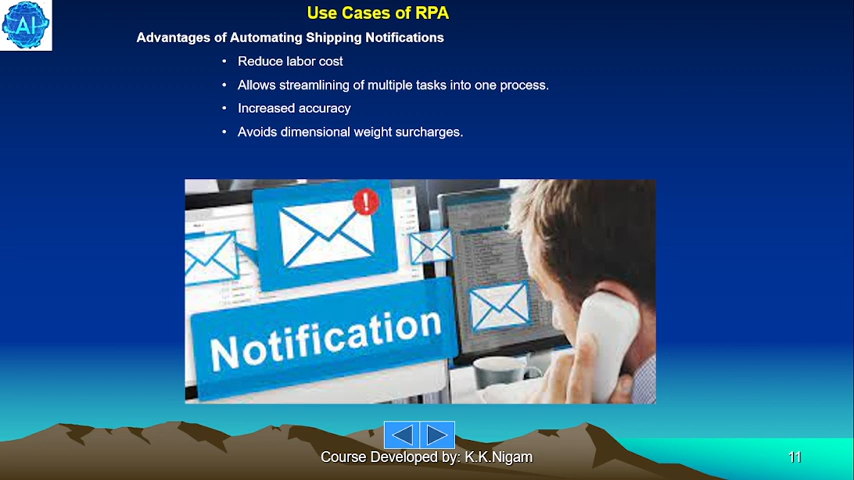 AI
Use Cases of RPA
Advantages of Automating Shipping Notifications
• Reduce labor cost
• Allows streamlining of multiple tasks into one process.
• Increased accuracy
• Avoids dimensional weight surcharges.
!
Notification
Course Developed by: K.K.Nigam
11